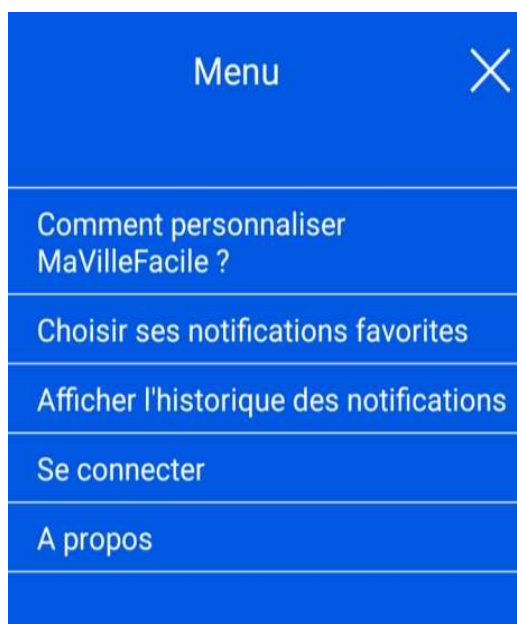 Menu
Comment personnaliser
MaVilleFacile ?
Choisir ses notifications favorites
Afficher l'historique des notifications
Se connecter
A propos